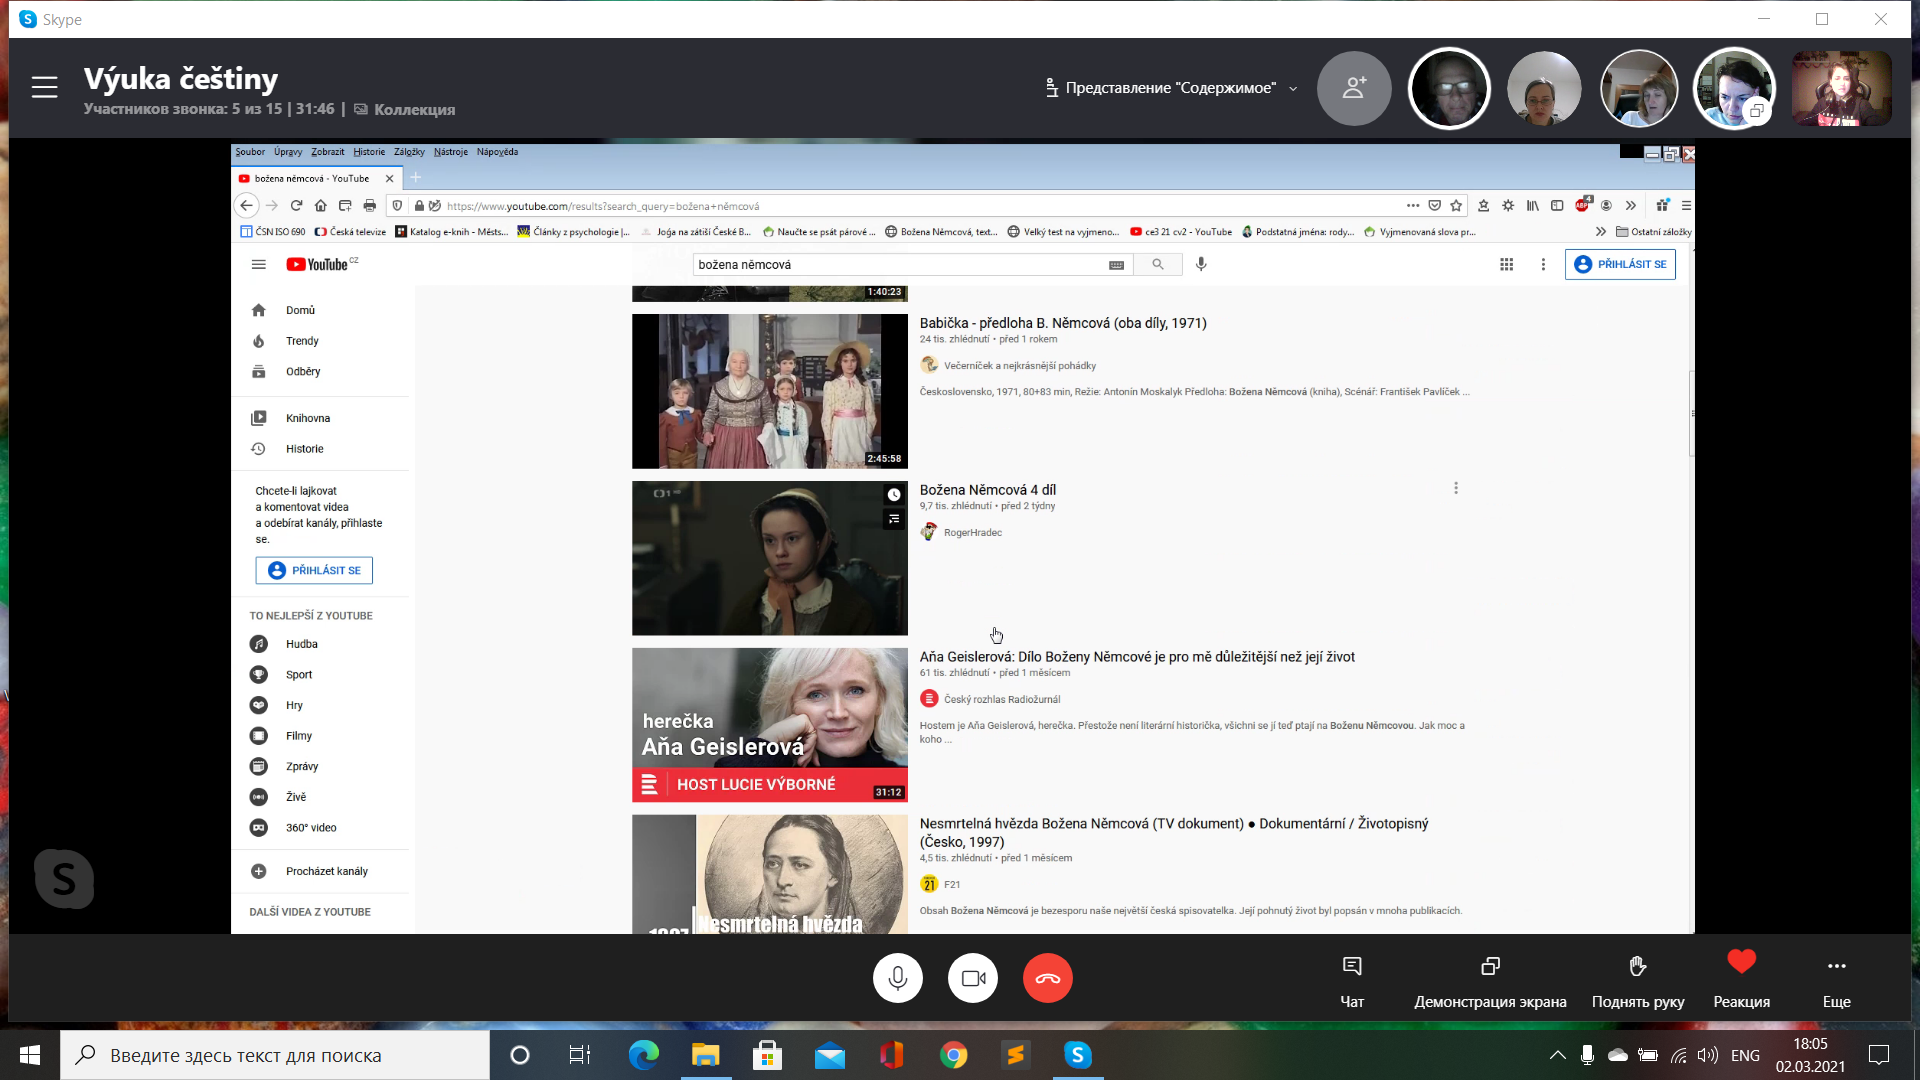 Skype
Výuka češtiny
Участников звонка: 5 из 15 | 31:46 | Коллекция
Представление "Содержимое"
Soubor Úpravy Zobrazit Historie Záložky Nástroje Nápověda
božena němcová - YouTube
https://www.youtube.com/results?search_query=božena+němcová
4
ČSN ISO 690 Česká televize Katalog e-knih - Městs... Články z psychologie |... Jóga na zátiší České B... Naučte se psát párové ... Božena Němcová, text... Velký test na vyjmeno... ce3 21 cv2 - YouTube Podstatná jména: rody,... Vyjmenovaná slova pr... Ostatní záložky
YouTube CZ
božena němcová
PŘIHLÁSIT SE
Domů
Trendy
Odběry
Knihovna
Historie
Chcete-li lajkovat
a komentovat videa
a odebírat kanály, přihlaste
se.
PŘIHLÁSIT SE
TO NEJLEPŠÍ Z YOUTUBE
Hudba
Sport
Hry
Filmy
Zprávy
Živě
360° video
Procházet kanály
DALŠÍ VIDEA Z YOUTUBE
1:40:23
Babička - předloha B. Němcová (oba díly, 1971)
24 tis. zhlédnutí • před 1 rokem
Večerníček a nejkrásnější pohádky
Československo, 1971, 80+83 min, Režie: Antonín Moskalyk Předloha: Božena Němcová (kniha), Scénář: František Pavlíček ...
2:45:58
Božena Němcová 4 díl
9,7 tis. zhlédnutí • před 2 týdny
RogerHradec
Aňa Geislerová: Dílo Boženy Němcové je pro mě důležitější než její život
61 tis. zhlédnutí • před 1 měsícem
Český rozhlas Radiožurnál
Hostem je Aňa Geislerová, herečka. Přestože není literární historička, všichni se jí teď ptají na Boženu Němcovou. Jak moc a
koho ...
herečka
Aňa Geislerová
HOST LUCIE VÝBORNÉ
31:12
Nesmrtelná hvězda Božena Němcová (TV dokument) ● Dokumentární / Životopisný
(Česko, 1997)
4,5 tis. zhlédnutí • před 1 měsícem
21 F21
Obsah Božena Němcová je bezesporu naše největší česká spisovatelka. Její pohnutý život byl popsán v mnoha publikacích.
1997 Nesmrtelná hvězda
Чат
Демонстрация экрана
Поднять руку
Реакция
Еще
Введите здесь текст для поиска
ENG
18:05
02.03.2021